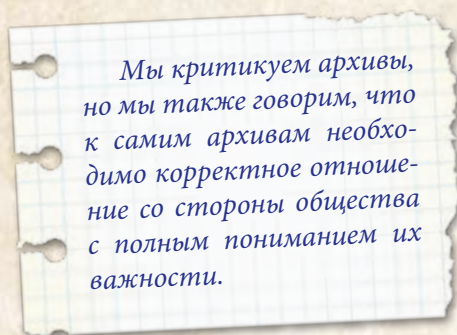 Мы критикуем архивы,
но мы также говорим, что
к самим архивам необхо-
димо корректное отноше-
ние со стороны общества
с полным пониманием их
важности.